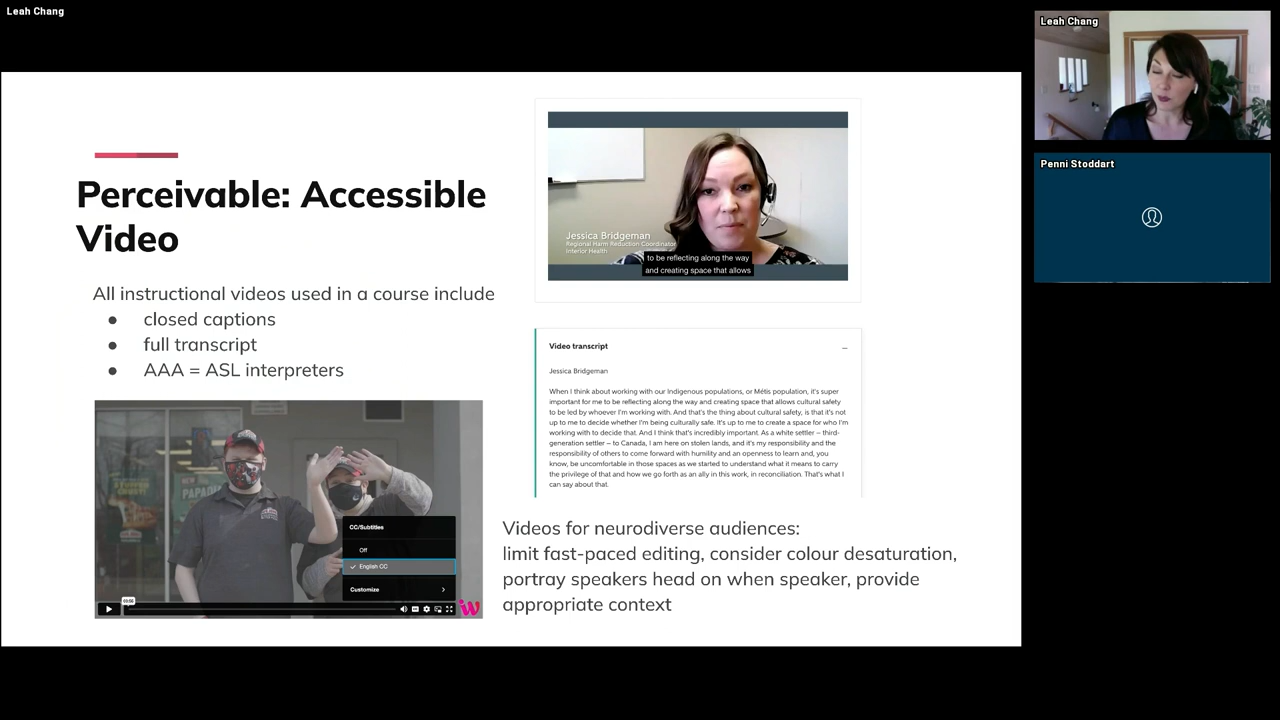 Leah Chang
Leah Chang
Penni Stoddart
Perceivable: Accessible
Video
All instructional videos used in a course include
● closed captions
● full transcript
● AAA = ASL interpreters
CC/Subtitles
Off
English CC
Customize
Jessica Bridgeman
Regional Harm Reduction Coordinator
Interior Health
to be reflecting along the way
and creating space that allows
Video transcript
Jessica Bridgeman
When I think about working with our Indigenous populations, or Métis population, it's super
important for me to be reflecting along the way and creating space that allows cultural safety
to be led by whoever I'm working with. And that's the thing about cultural safety, is that it's not
up to me to decide whether I'm being culturally safe. It's up to me to create a space for who I'm
working with to decide that. And I think that's incredibly important. As a white settler – third-
generation settler – to Canada, I am here on stolen lands, and it's my responsibility and the
responsibility of others to come forward with humility and an openness to learn and, you
know, be uncomfortable in those spaces as we started to understand what it means to carry
the privilege of that and how we go forth as an ally in this work, in reconciliation. That's what I
can say about that.
Videos for neurodiverse audiences:
limit fast-paced editing, consider colour desaturation,
portray speakers head on when speaker, provide
appropriate context